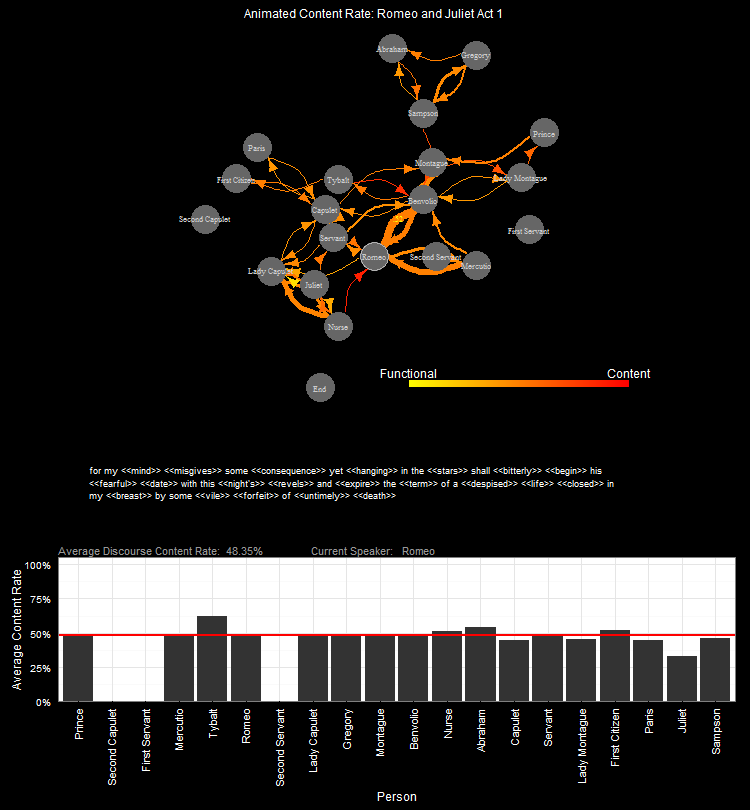 Animated Content Rate: Romeo and Juliet Act 1
Abraham
Gregory
Sampson
Prince
Paris
Montague
First Citizen
Tybalt
Lady Montague
Benvolio
Capulet
Second Capulet
First Servant
Servant
Romeo
Second Servant
Mercutio
Lady Capulet
Juliet
Nurse
Functional Content
End
for my <<mind>> <<misgives>> some <<consequence>> yet <<hanging>> in the <<stars>> shall <<bitterly>> <<begin>> his
<<fearful>> <<date>> with this <<night's>> <<revels>> and <<expire>> the <<term>> of a <<despised>> <<life>> <<closed>> in
my <<breast>> by some <<vile>> <<forfeit>> of <<untimely>> <<death>>
Average Discourse Content Rate: 48.35% Current Speaker: Romeo
100%
75%
50%
25%
0%
Average Content Rate
Prince
Second Capulet
First Servant
Mercutio
Tybalt
Romeo
Second Servant
Lady Capulet
Gregory
Montague
Benvolio
Nurse
Abraham
Capulet
Servant
Lady Montague
First Citizen
Paris
Juliet
Sampson
Person